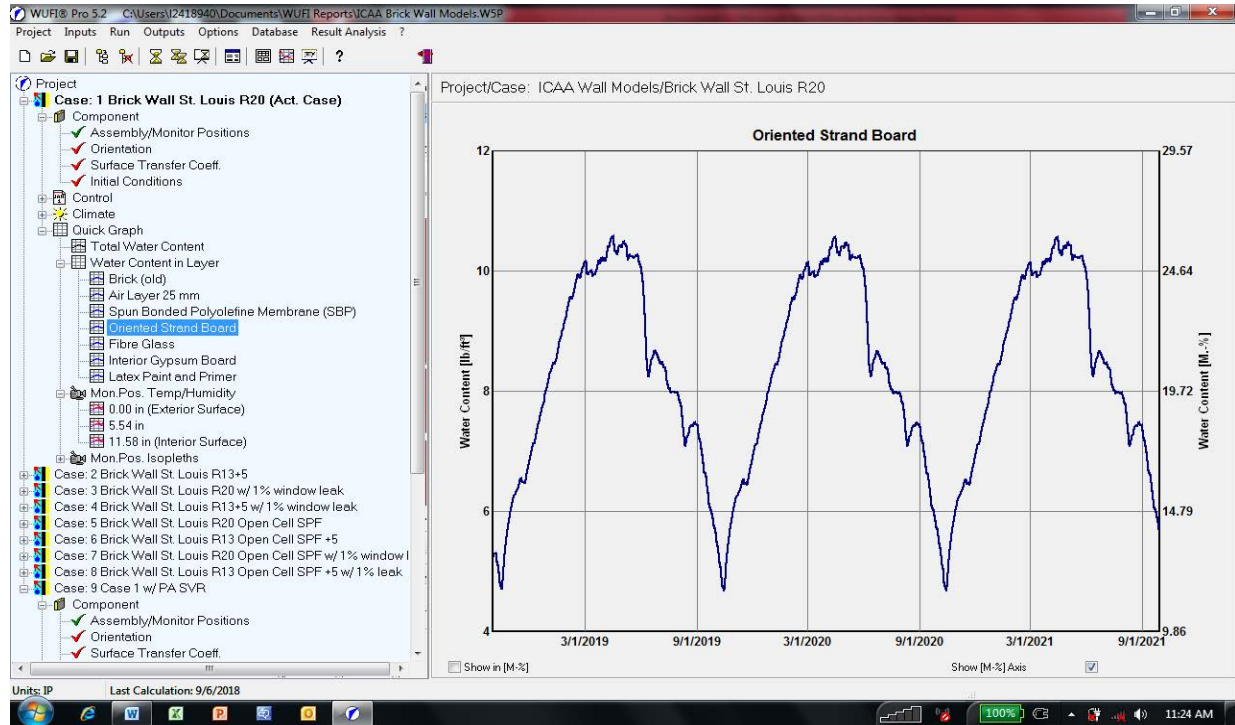 WUFI® Pro 5.2 C:\Users\I2418940\Documents\WUFI Reports\ICAA Brick Wall Models.W5P
Project Inputs Run Outputs Options Database Result Analysis ?
?
Project
Case: 1 Brick Wall St. Louis R20 (Act. Case)
Component
Assembly/Monitor Positions
Orientation
Surface Transfer Coeff.
Initial Conditions
Control
Climate
Quick Graph
Total Water Content
Water Content in Layer
Brick (old)
Air Layer 25 mm
Spun Bonded Polyolefine Membrane (SBP)
Oriented Strand Board
Fibre Glass
Interior Gypsum Board
Latex Paint and Primer
Mon.Pos. Temp/Humidity
0.00 in (Exterior Surface)
5.54 in
11.58 in (Interior Surface)
Mon.Pos. Isopleths
Case: 2 Brick Wall St. Louis R13+5
Case: 3 Brick Wall St. Louis R20 w/ 1% window leak
Case: 4 Brick Wall St. Louis R13+5 w/ 1% window leak
Case: 5 Brick Wall St. Louis R20 Open Cell SPF
Case: 6 Brick Wall St. Louis R13 Open Cell SPF +5
Case: 7 Brick Wall St. Louis R20 Open Cell SPF w/ 1% window l
Case: 8 Brick Wall St. Louis R13 Open Cell SPF +5 w/ 1% leak
Case: 9 Case 1 w/ PA SVR
Component
Assembly/Monitor Positions
Orientation
Surface Transfer Coeff.
Project/Case: ICAA Wall Models/Brick Wall St. Louis R20
Oriented Strand Board
12
10
8
6
4
Water Content [lb/ft³]
29.57
24.64
19.72
14.79
9.86
Water Content [M.-%]
3/1/2019 9/1/2019 3/1/2020 9/1/2020 3/1/2021 9/1/2021
Show in [M-%] Show [M-%] Axis
Units: IP Last Calculation: 9/6/2018
100% 11:24 AM